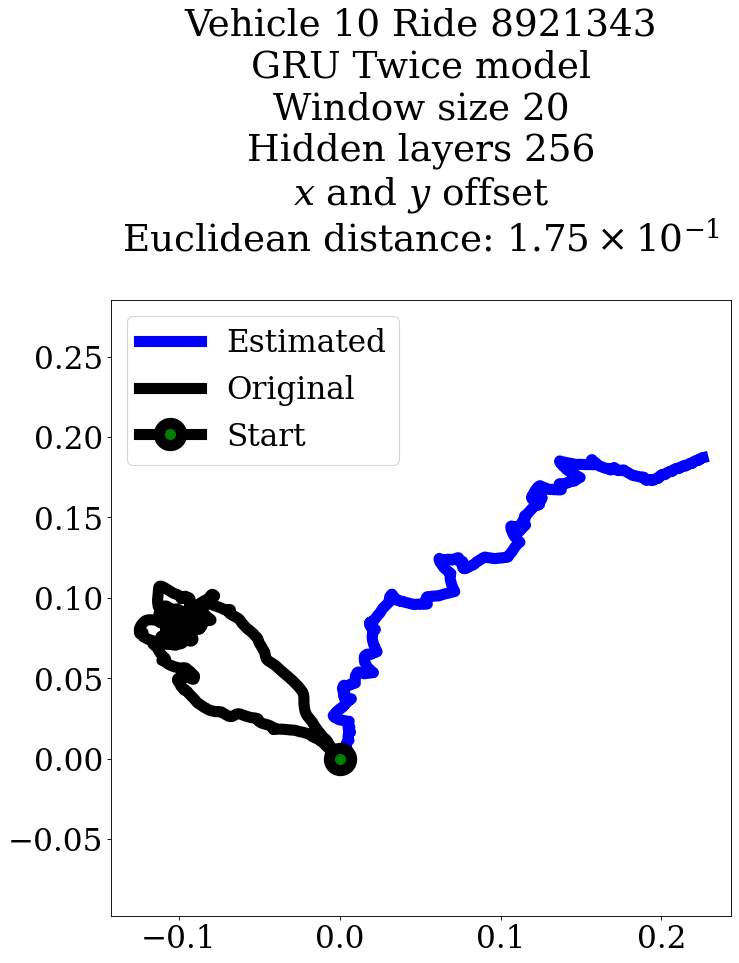 Vehicle 10 Ride 8921343
GRU Twice model
Window size 20
Hidden layers 256
x and y offset
Euclidean distance: 1.75 × 10⁻¹
Estimated
Original
Start
0.25
0.20
0.15
0.10
0.05
0.00
−0.05
−0.1 0.0 0.1 0.2